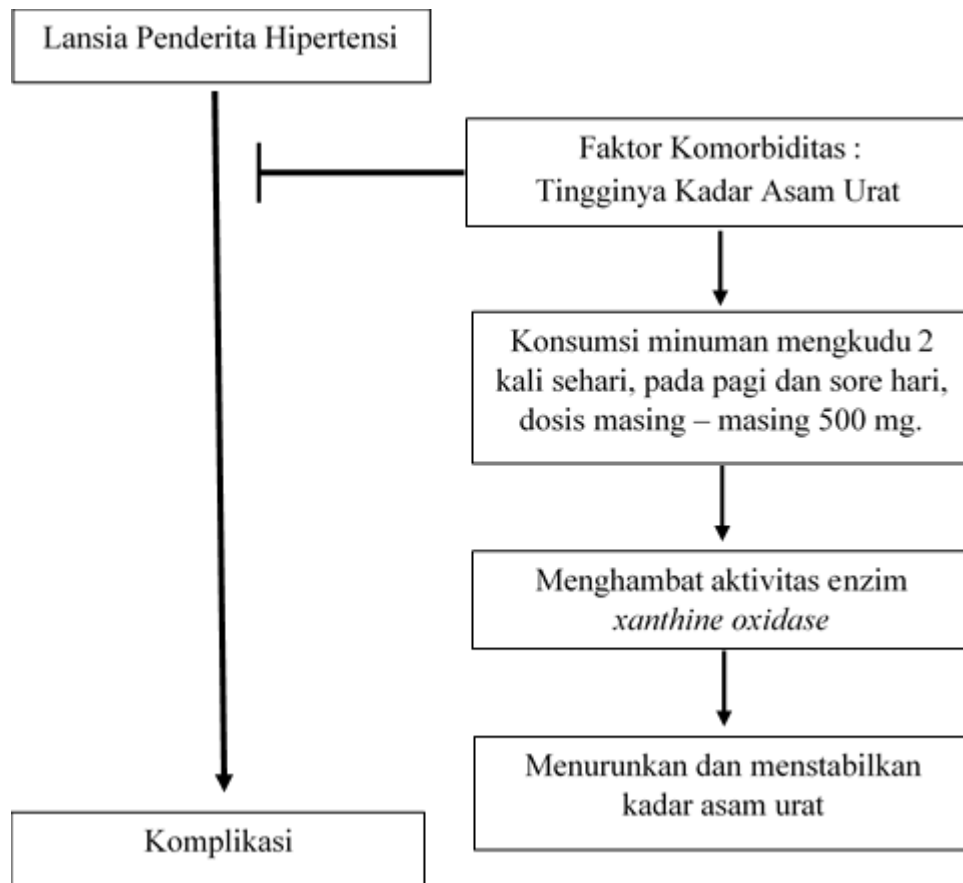 Lansia Penderita Hipertensi
Faktor Komorbiditas :
Tingginya Kadar Asam Urat
Konsumsi minuman mengkudu 2
kali sehari, pada pagi dan sore hari,
dosis masing – masing 500 mg.
Menghambat aktivitas enzim
xanthine oxidase
Menurunkan dan menstabilkan
kadar asam urat
Komplikasi